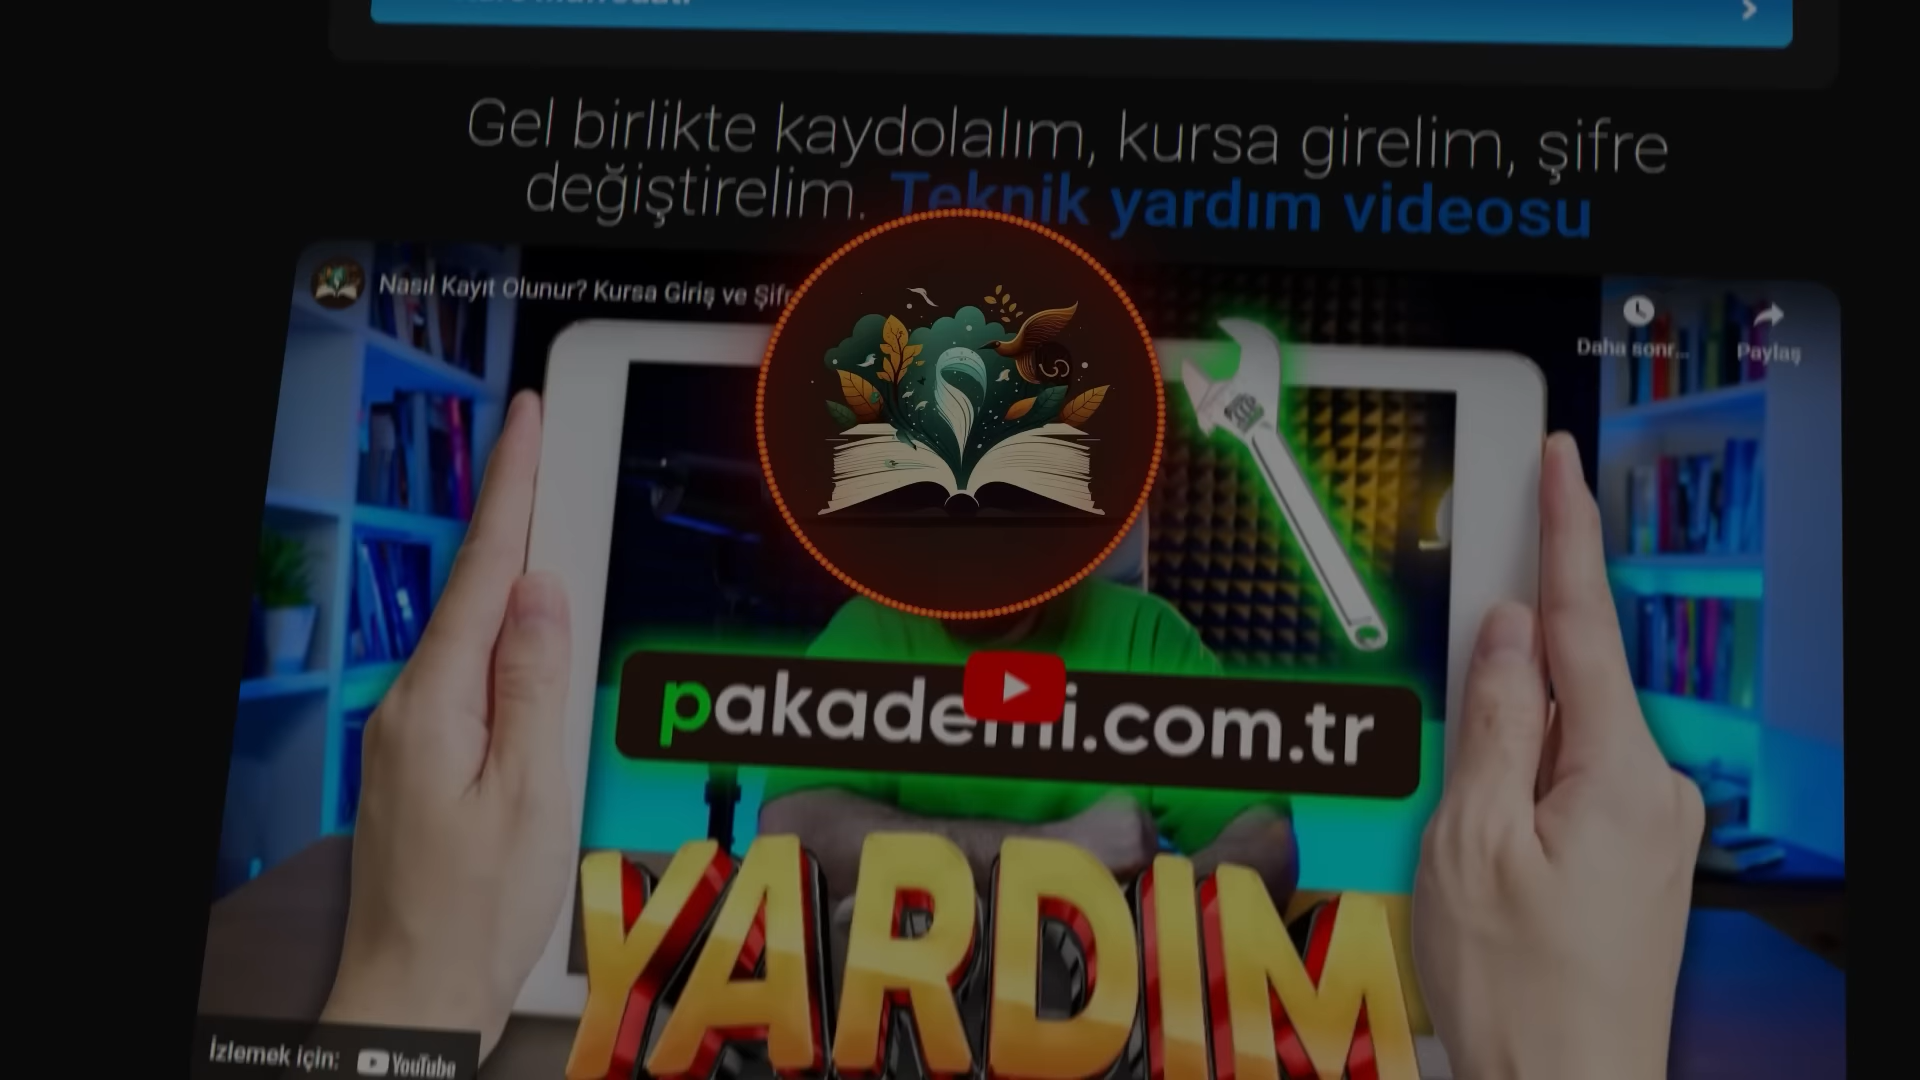 Gel birlikte kaydolalım, kursa girelim, şifre
değiştirelim. Teknik yardım videosu
Nasıl Kayıt Olunur? Kursa Giriş ve
Daha sonr...
Paylaş
pakademi.com.tr
YARDIM
İzlemek için: YouTube